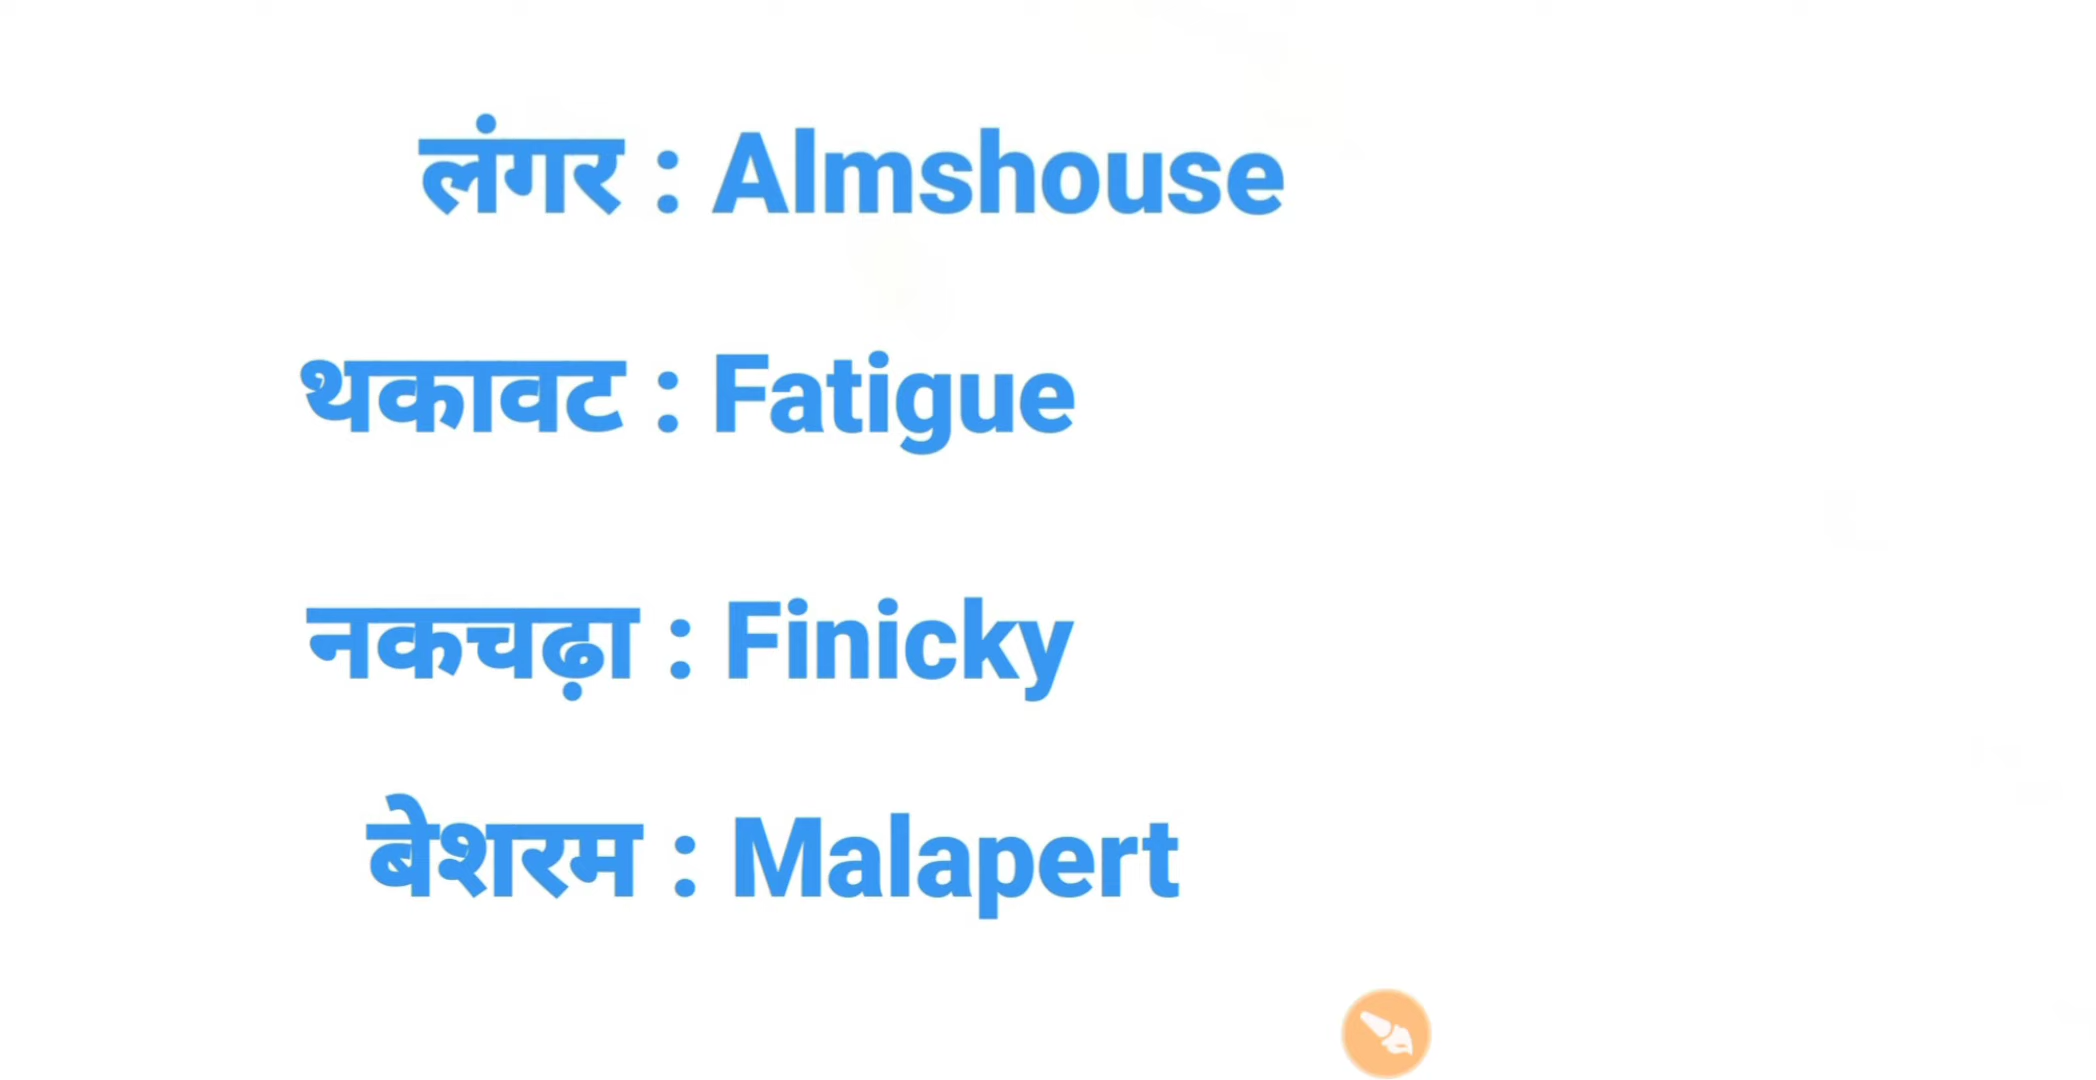 लंगर : Almshouse
थकावट : Fatigue
नकचढ़ा : Finicky
बेशरम : Malapert